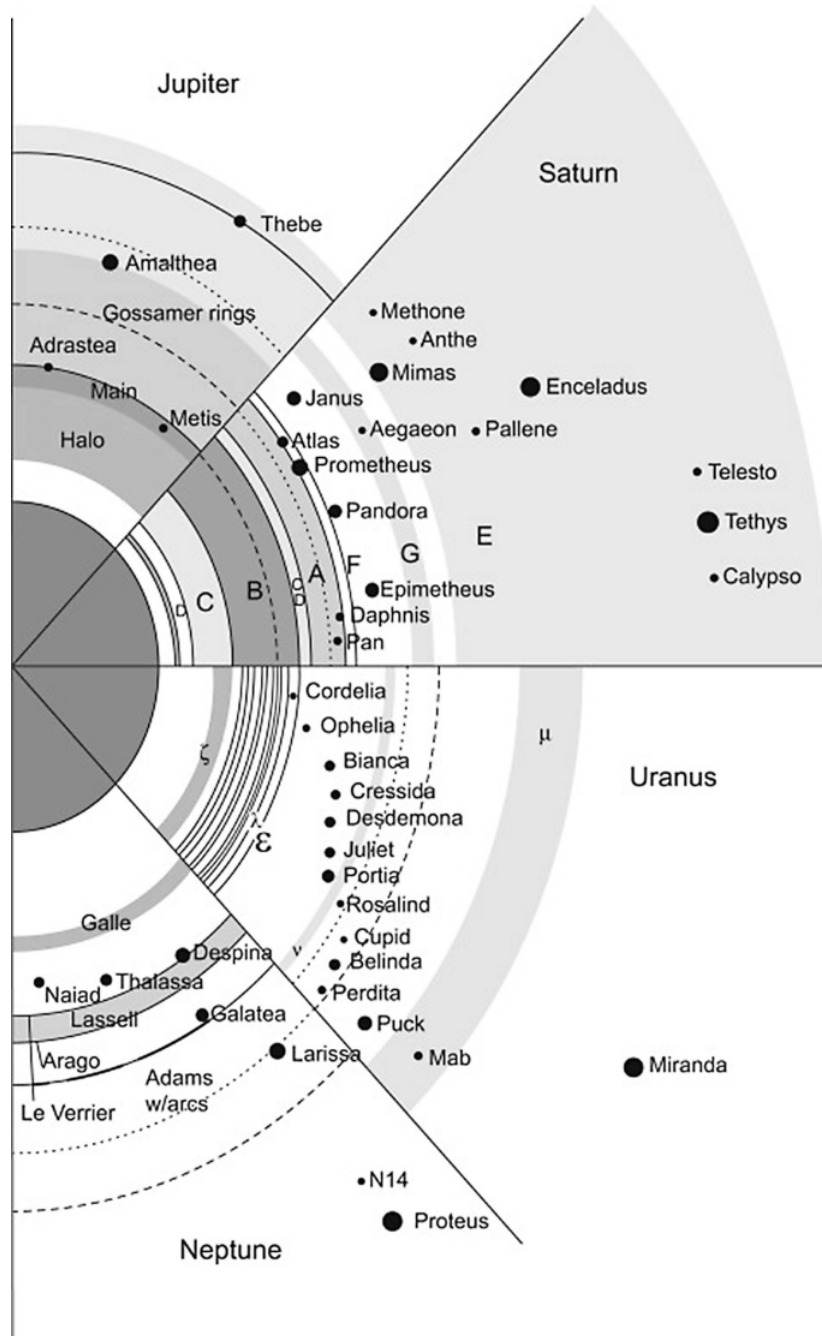 Jupiter
Saturn
Thebe
Amalthea
Gossamer rings
Adrastea
Main
Metis
Halo
Methone
Anthe
Mimas
Enceladus
Janus
Aegaeon
Pallene
Atlas
Prometheus
Telesto
Pandora
Tethys
Calypso
Epimetheus
Daphnis
Pan
D
C
B
CD
A
F
G
E
Cordelia
Ophelia
Bianca
Cressida
Desdemona
Juliet
Portia
Rosalind
Cupid
Belinda
Perdita
Puck
Mab
Miranda
Uranus
ζ
λ
ε
ν
μ
Galle
Despina
Naiad
Thalassa
Lassell
Galatea
Arago
Larissa
Adams
w/arcs
Le Verrier
N14
Proteus
Neptune